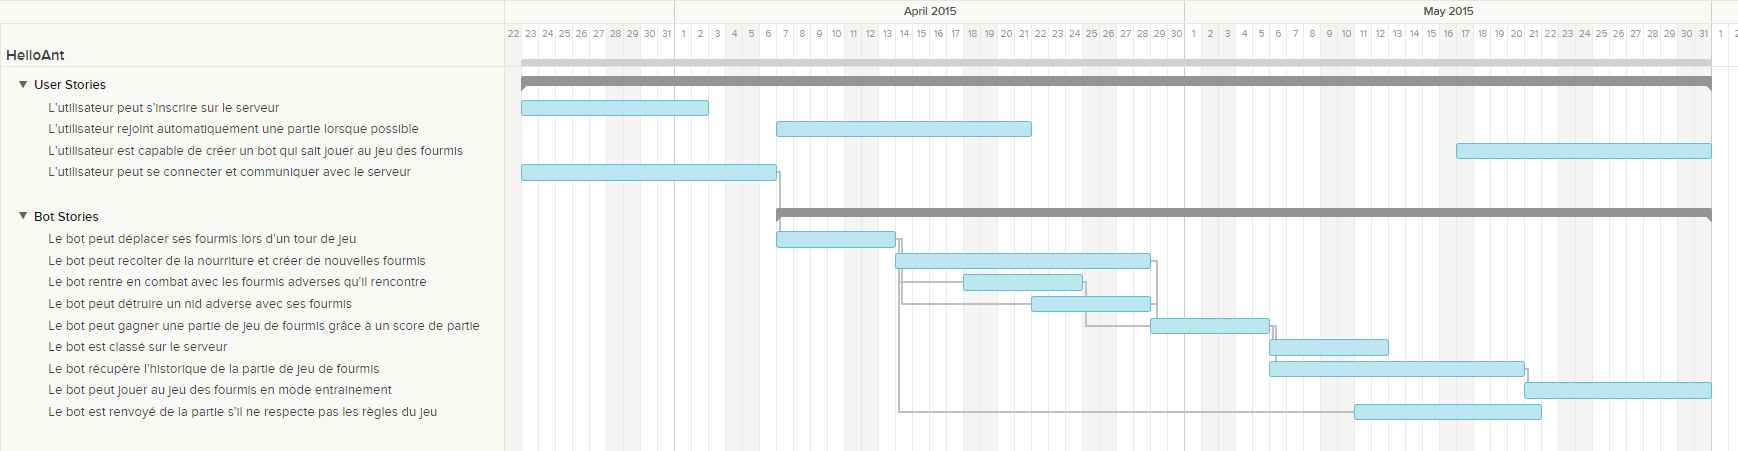 April 2015 May 2015
22 23 24 25 26 27 28 29 30 31 1 2 3 4 5 6 7 8 9 10 11 12 13 14 15 16 17 18 19 20 21 22 23 24 25 26 27 28 29 30 1 2 3 4 5 6 7 8 9 10 11 12 13 14 15 16 17 18 19 20 21 22 23 24 25 26 27 28 29 30 31 1 2
HelloAnt
User Stories
L'utilisateur peut s'inscrire sur le serveur
L'utilisateur rejoint automatiquement une partie lorsque possible
L'utilisateur est capable de créer un bot qui sait jouer au jeu des fourmis
L'utilisateur peut se connecter et communiquer avec le serveur
Bot Stories
Le bot peut déplacer ses fourmis lors d'un tour de jeu
Le bot peut recolter de la nourriture et créer de nouvelles fourmis
Le bot rentre en combat avec les fourmis adverses qu'il rencontre
Le bot peut détruire un nid adverse avec ses fourmis
Le bot peut gagner une partie de jeu de fourmis grâce à un score de partie
Le bot est classé sur le serveur
Le bot récupère l'historique de la partie de jeu de fourmis
Le bot peut jouer au jeu des fourmis en mode entrainement
Le bot est renvoyé de la partie s'il ne respecte pas les règles du jeu